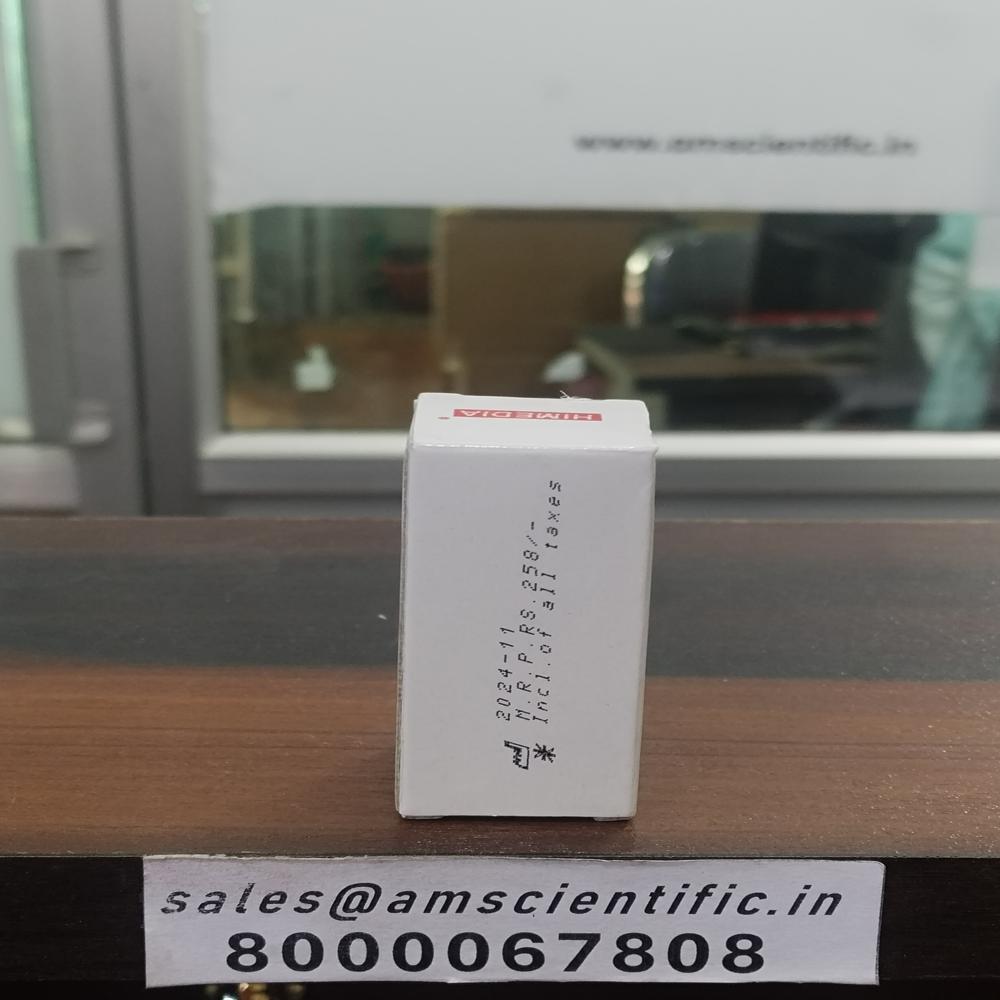 www.amscientific.in
HIMEDIA
2024-11
M.R.P.RS.258/-
*Incl.of all taxes
sales@amscientific.in
8000067808